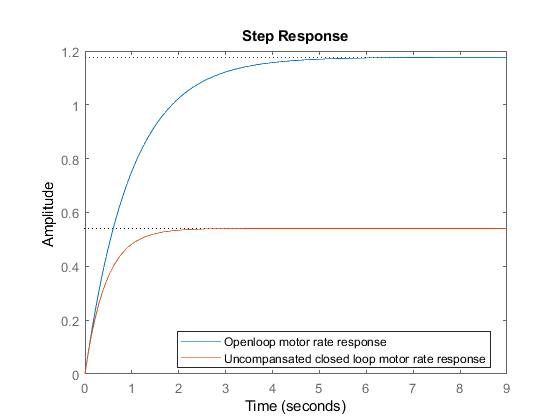 Step Response
Amplitude
1.2
1
0.8
0.6
0.4
0.2
0
0 1 2 3 4 5 6 7 8 9
Time (seconds)
Openloop motor rate response
Uncompansated closed loop motor rate response